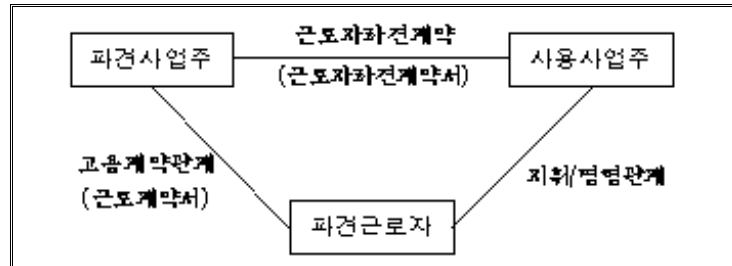 근로자파견계약
파견사업주
사용사업주
(근로자파견계약서)
고용계약관계
(근로계약서)
지휘/명령관계
파견근로자